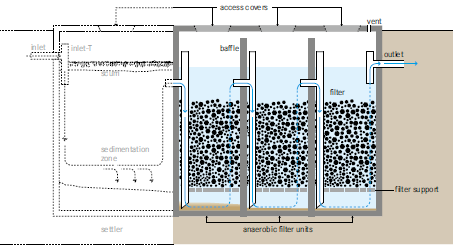 access covers
vent
inlet
inlet-T
baffle
outlet
scum
filter
sedimentation
zone
filter support
settler
anaerobic filter units